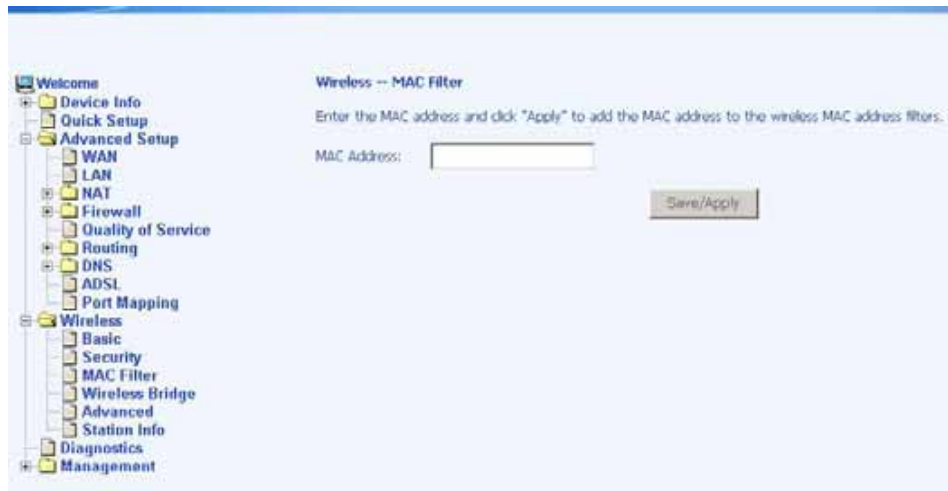 Welcome
Device Info
Quick Setup
Advanced Setup
WAN
LAN
NAT
Firewall
Quality of Service
Routing
DNS
ADSL
Port Mapping
Wireless
Basic
Security
MAC Filter
Wireless Bridge
Advanced
Station Info
Diagnostics
Management
Wireless -- MAC Filter
Enter the MAC address and click "Apply" to add the MAC address to the wireless MAC address filters.
MAC Address:
Save/Apply